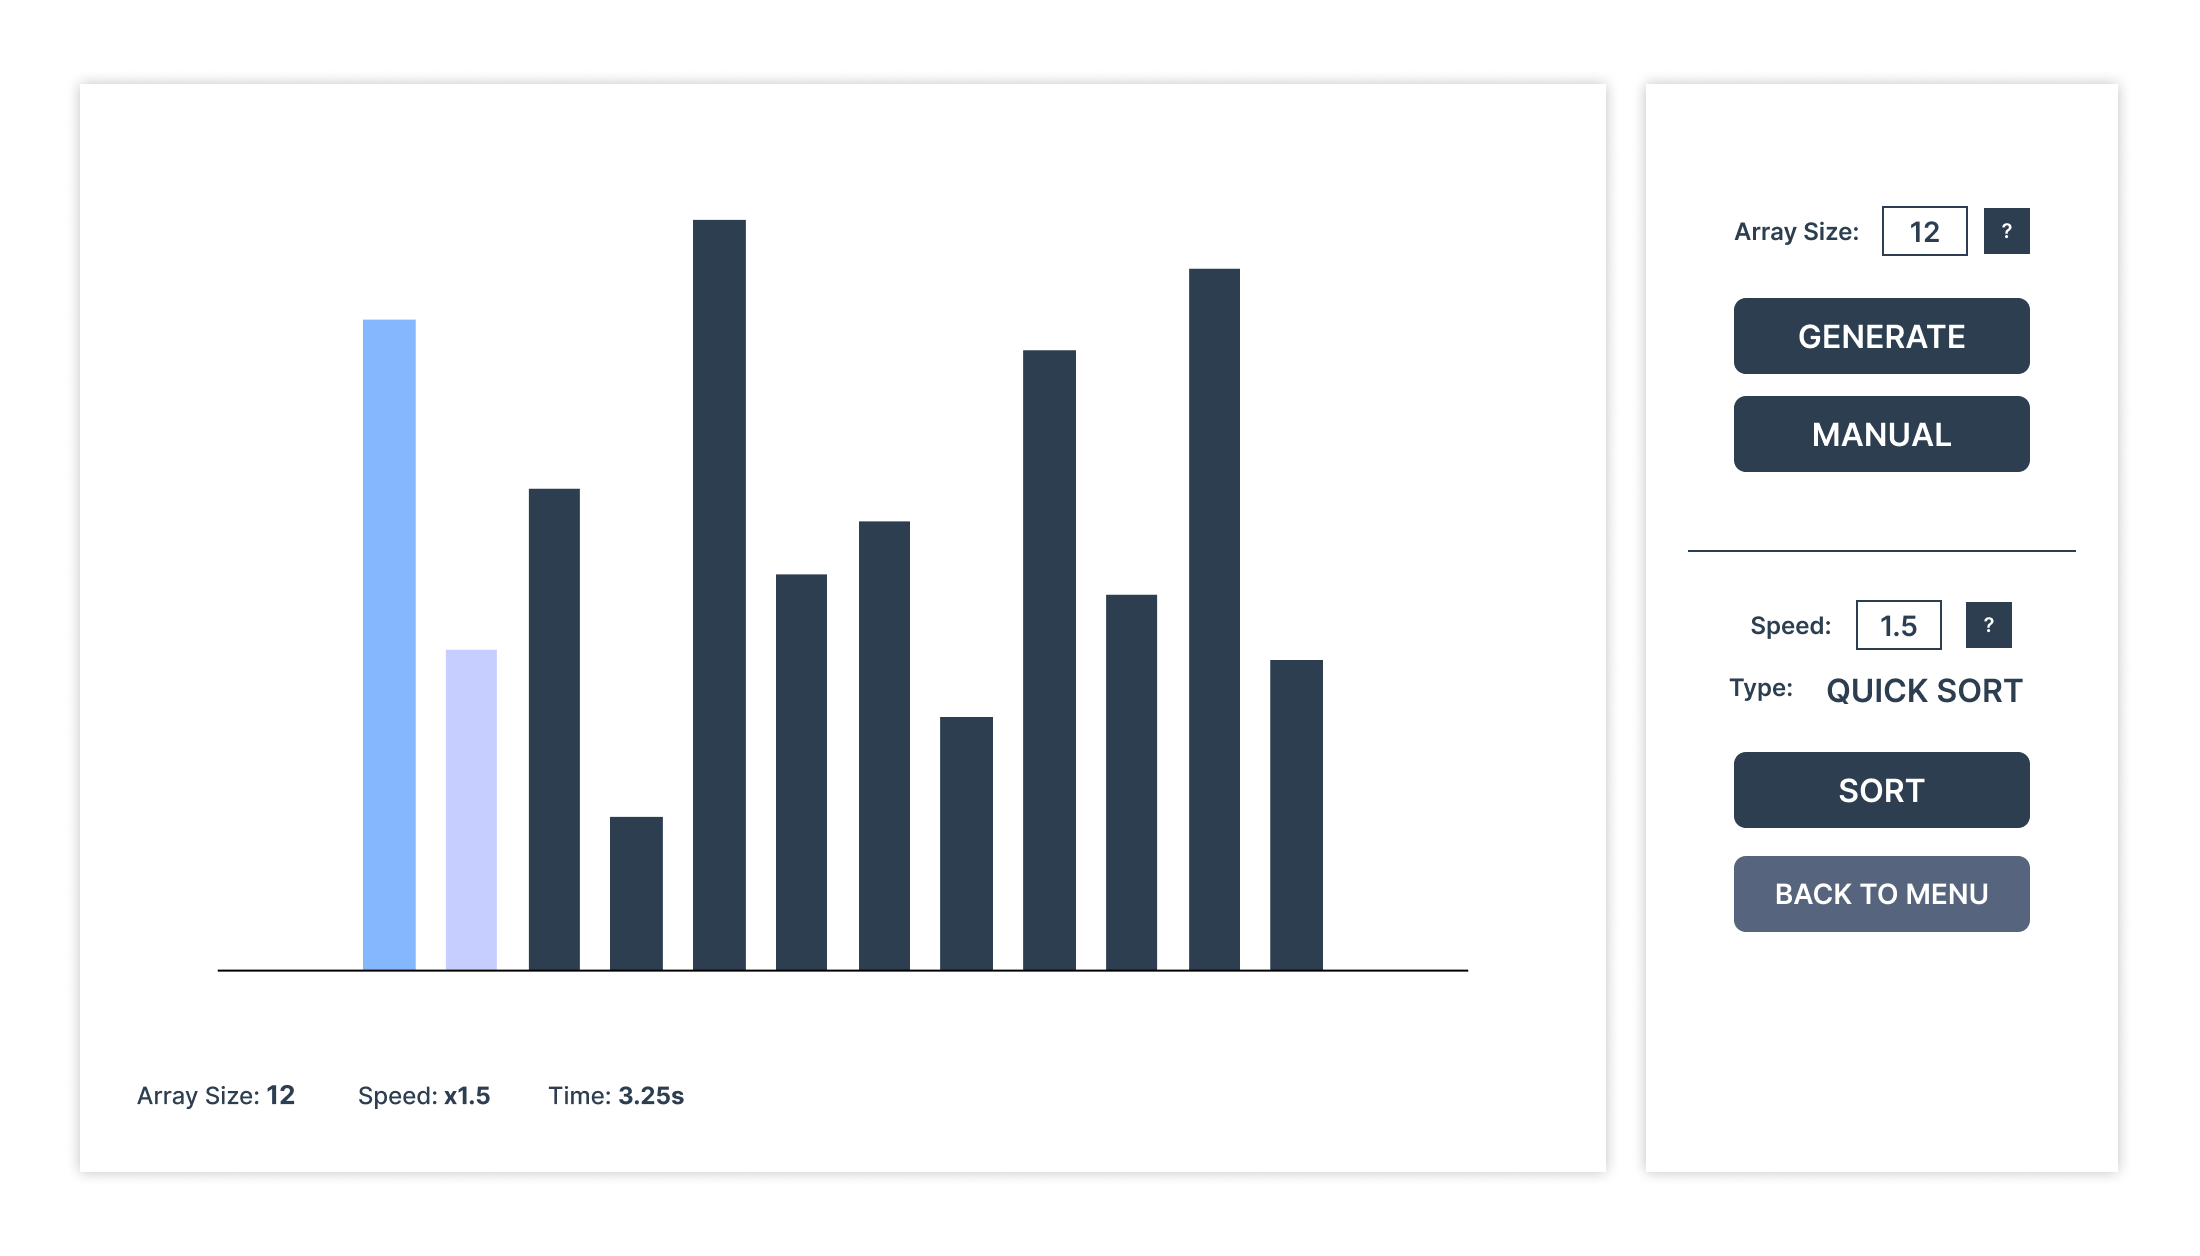 Array Size: 12 ?
GENERATE
MANUAL
Speed: 1.5 ?
Type: QUICK SORT
SORT
BACK TO MENU
Array Size: 12 Speed: x1.5 Time: 3.25s